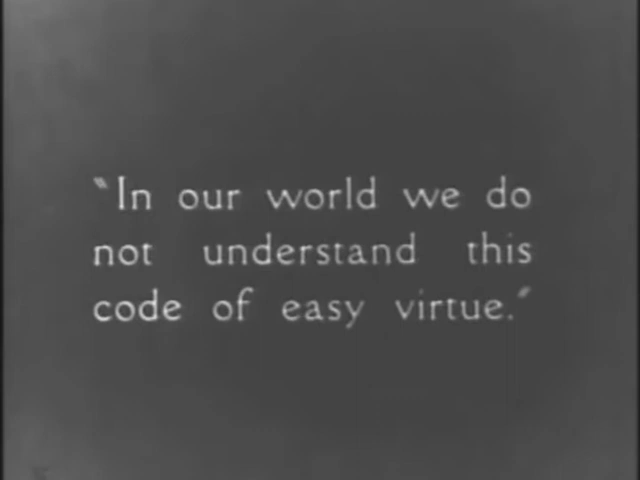 "In our world we do
not understand this
code of easy virtue."